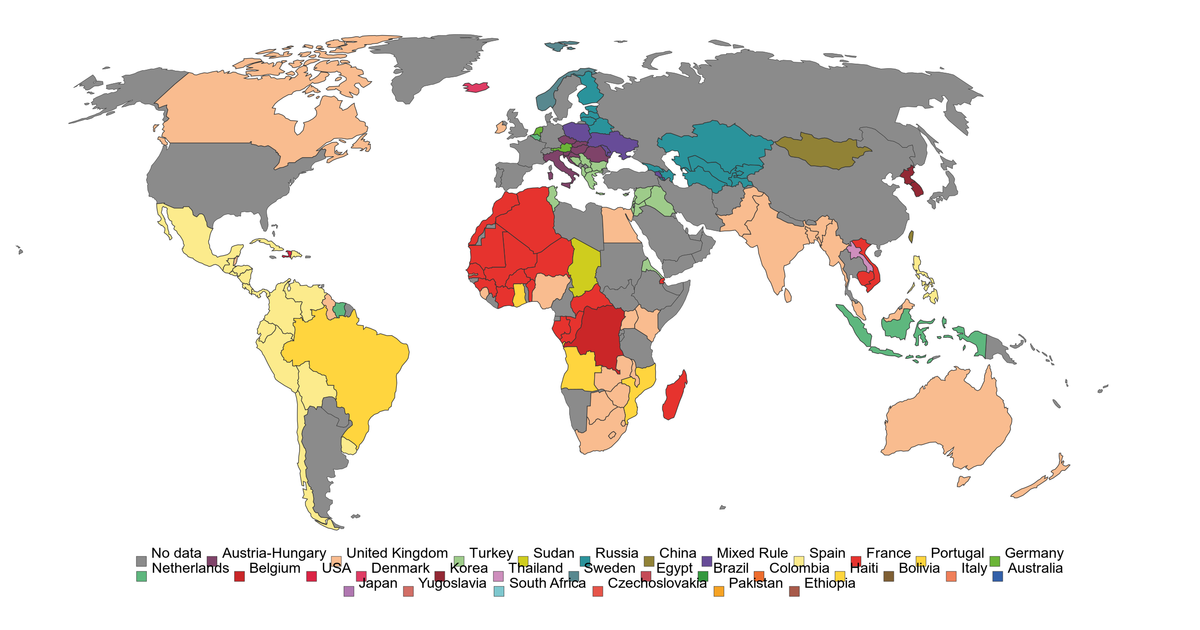 No data Austria-Hungary United Kingdom Turkey Sudan Russia China Mixed Rule Spain France Portugal Germany
Netherlands Belgium USA Denmark Korea Thailand Sweden Egypt Brazil Colombia Haiti Bolivia Italy Australia
Japan Yugoslavia South Africa Czechoslovakia Pakistan Ethiopia